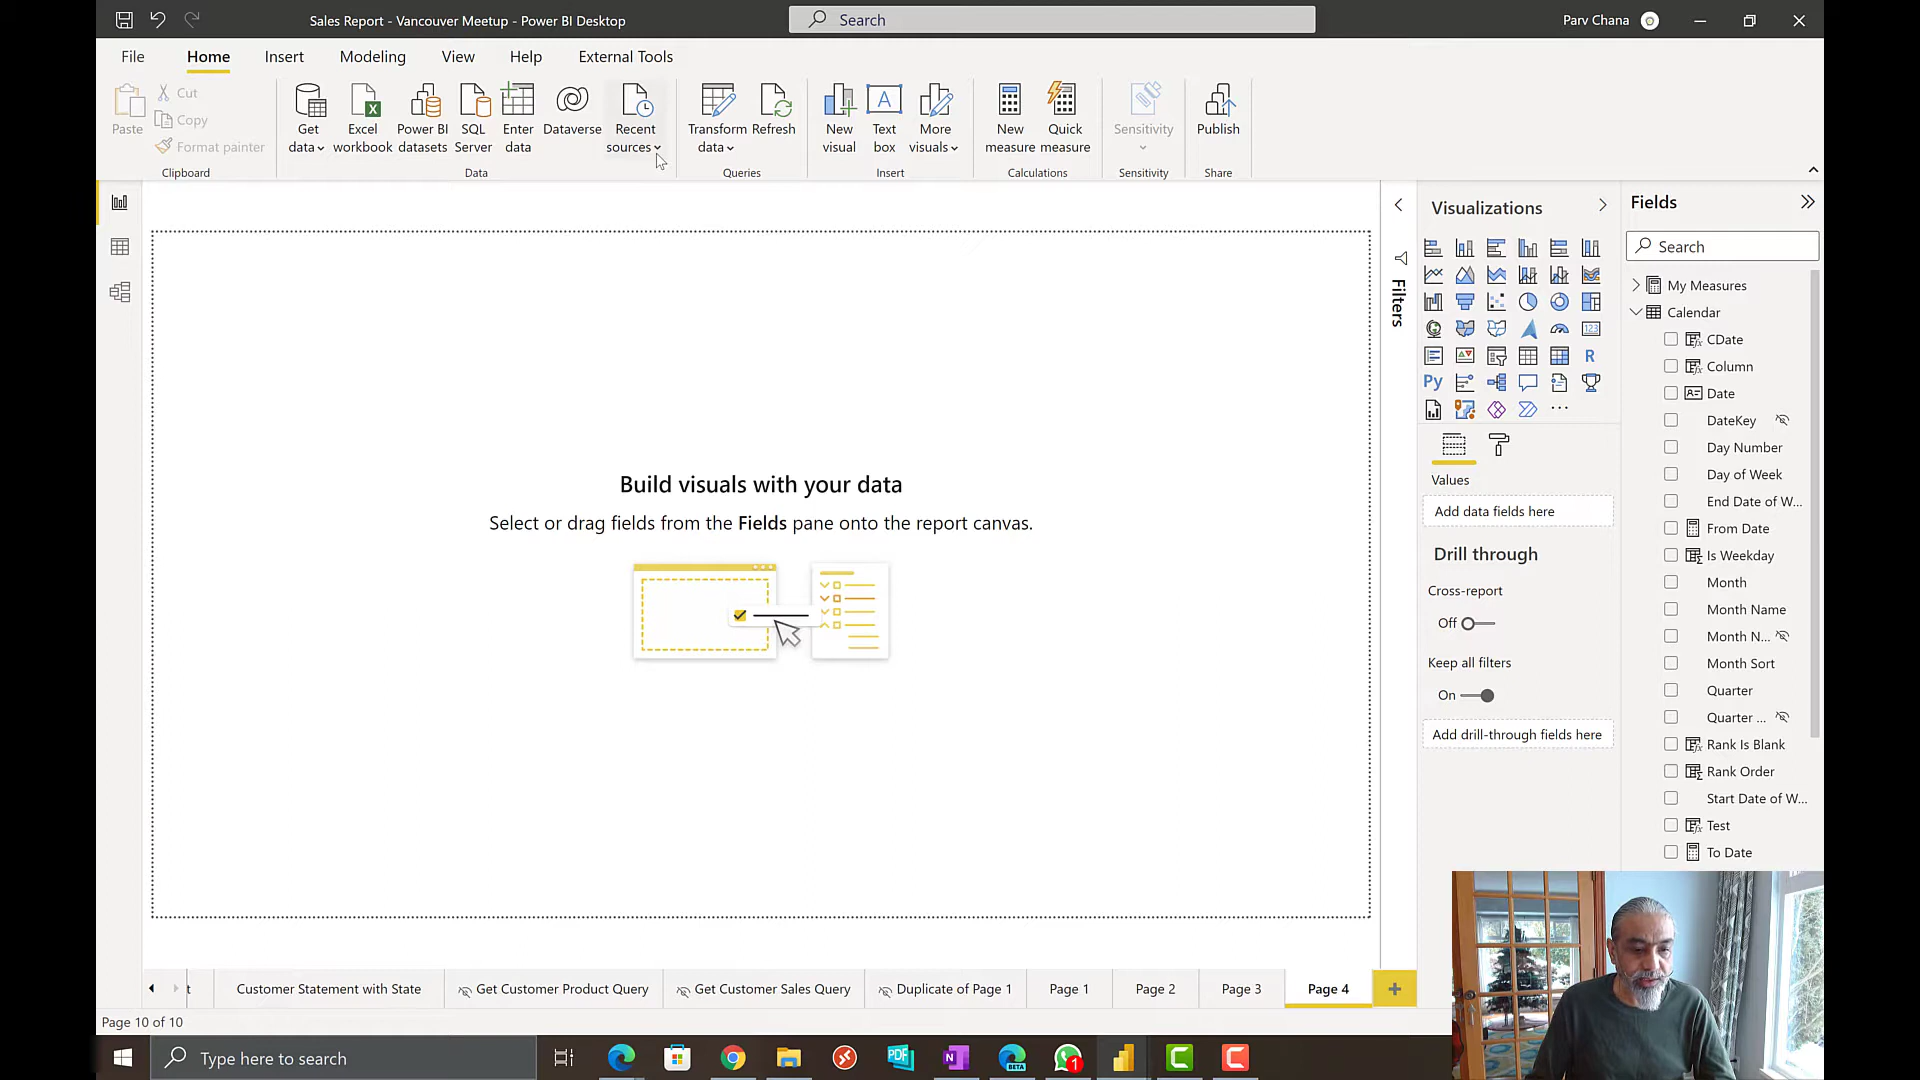 Sales Report - Vancouver Meetup - Power BI Desktop
Search
Parv Chana
File
Home
Insert
Modeling
View
Help
External Tools
Paste
Cut
Copy
Format painter
Get data
Excel workbook
Power BI datasets
SQL Server
Enter data
Dataverse
Recent sources
Transform data
Refresh
New visual
Text box
More visuals
New measure
Quick measure
Sensitivity
Publish
Clipboard
Data
Queries
Insert
Calculations
Sensitivity
Share
Build visuals with your data
Select or drag fields from the Fields pane onto the report canvas.
Filters
Visualizations
R
Py
123
Values
Add data fields here
Drill through
Cross-report
Off
Keep all filters
On
Add drill-through fields here
Fields
Search
My Measures
Calendar
CDate
Column
Date
DateKey
Day Number
Day of Week
End Date of W...
From Date
Is Weekday
Month
Month Name
Month N...
Month Sort
Quarter
Quarter ...
Rank Is Blank
Rank Order
Start Date of W...
Test
To Date
t
Customer Statement with State
Get Customer Product Query
Get Customer Sales Query
Duplicate of Page 1
Page 1
Page 2
Page 3
Page 4
Page 10 of 10
Type here to search
PDF
BETA
1